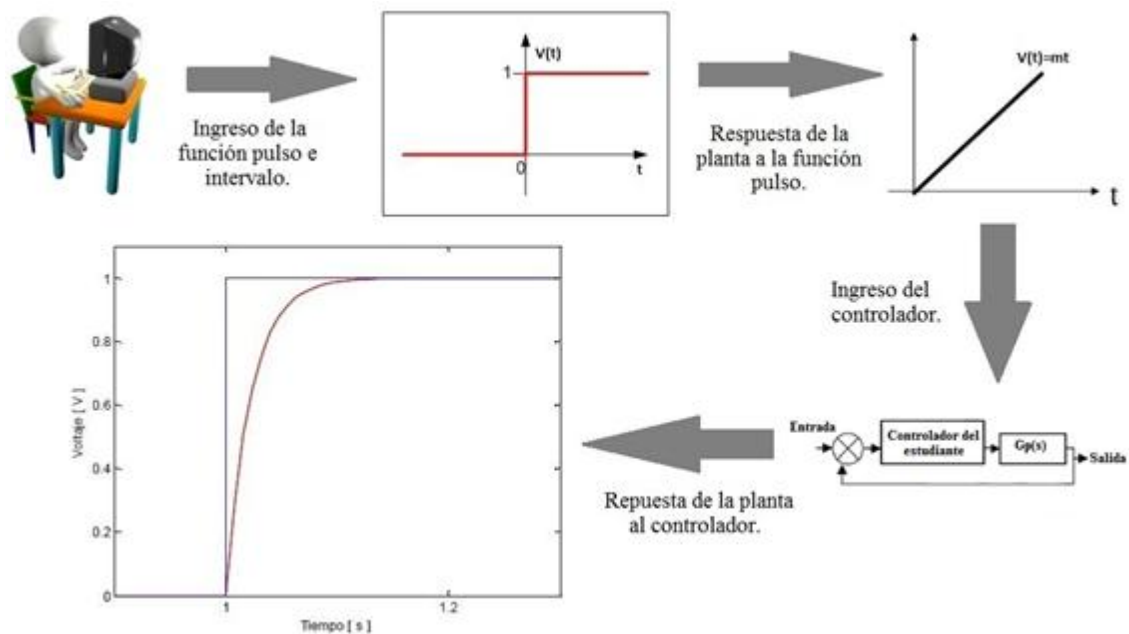 Ingreso de la
función pulso e
intervalo.
V(t)
1
0
t
Respuesta de la
planta a la función
pulso.
V(t)=mt
t
Ingreso del
controlador.
Entrada
Controlador del
estudiante
Gp(s)
Salida
Repuesta de la planta
al controlador.
1
0.8
0.6
0.4
0.2
0
1
1.2
Voltaje [ V ]
Tiempo [ s ]